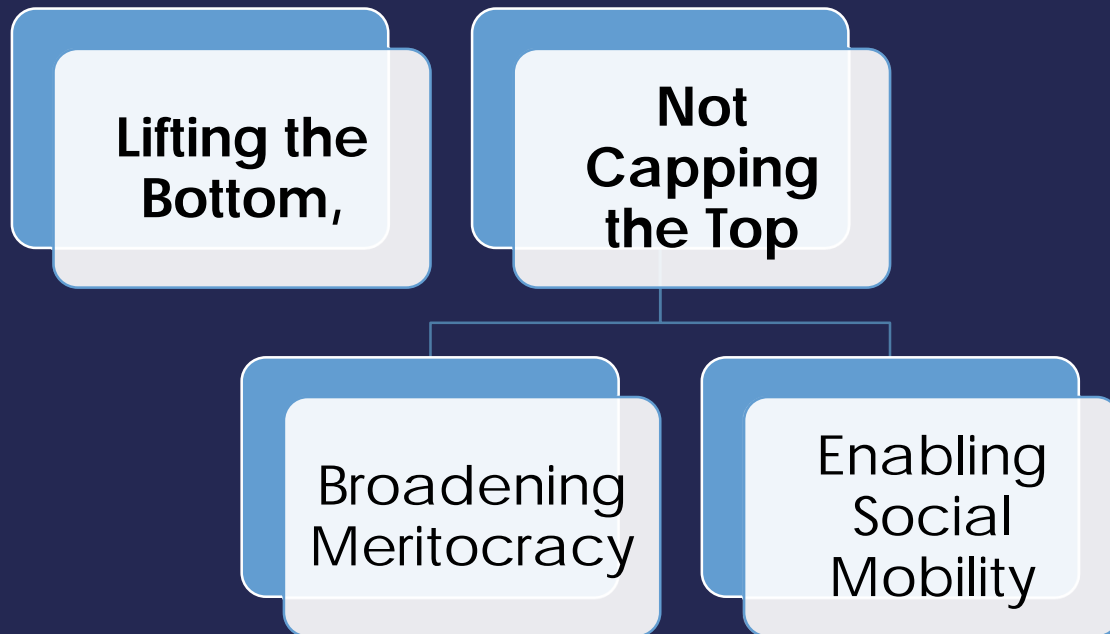 Lifting the
Bottom,
Not
Capping
the Top
Broadening
Meritocracy
Enabling
Social
Mobility